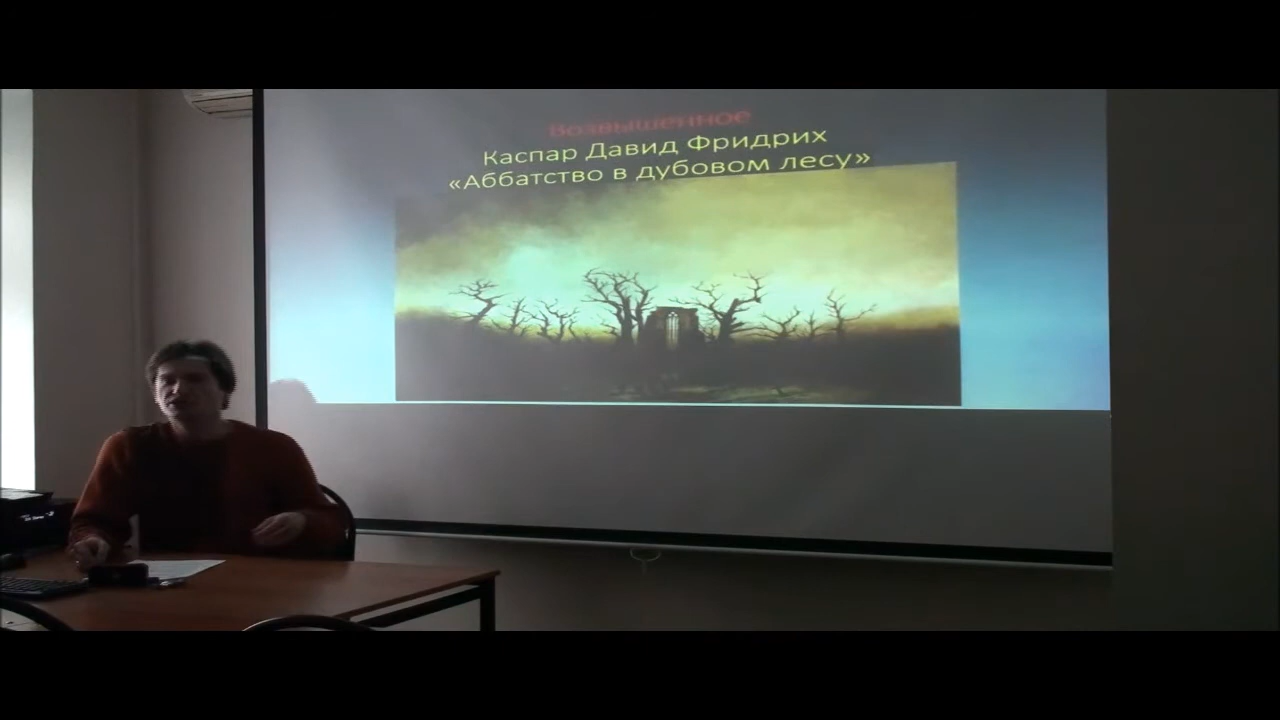 Возвышенное
Каспар Давид Фридрих
«Аббатство в дубовом лесу»